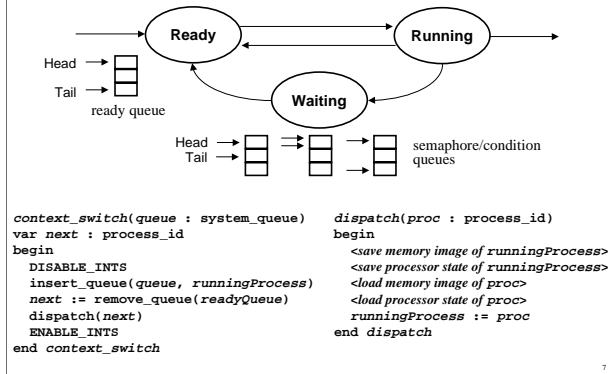 Ready
Running
Head
Tail
ready queue
Waiting
Head
Tail
semaphore/condition
queues
context_switch(queue : system_queue)
var next : process_id
begin
DISABLE_INTS
insert_queue(queue, runningProcess)
next := remove_queue(readyQueue)
dispatch(next)
ENABLE_INTS
end context_switch
dispatch(proc : process_id)
begin
<save memory image of runningProcess>
<save processor state of runningProcess>
<load memory image of proc>
<load processor state of proc>
runningProcess := proc
end dispatch
7